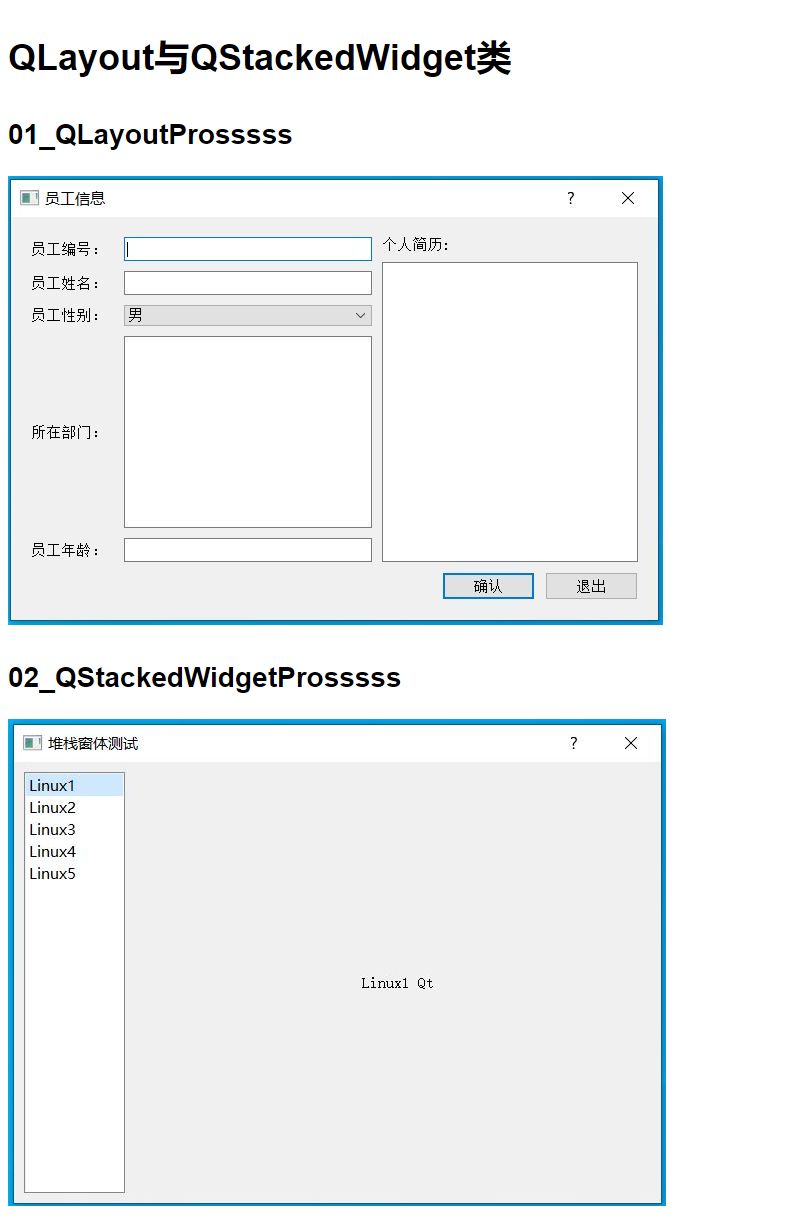 QLayout与QStackedWidget类
01_QLayoutProsssss
员工信息
?
员工编号：
个人简历：
员工姓名：
员工性别：
男
所在部门：
员工年龄：
确认
退出
02_QStackedWidgetProsssss
堆栈窗体测试
?
Linux1
Linux2
Linux3
Linux4
Linux5
Linux1 Qt